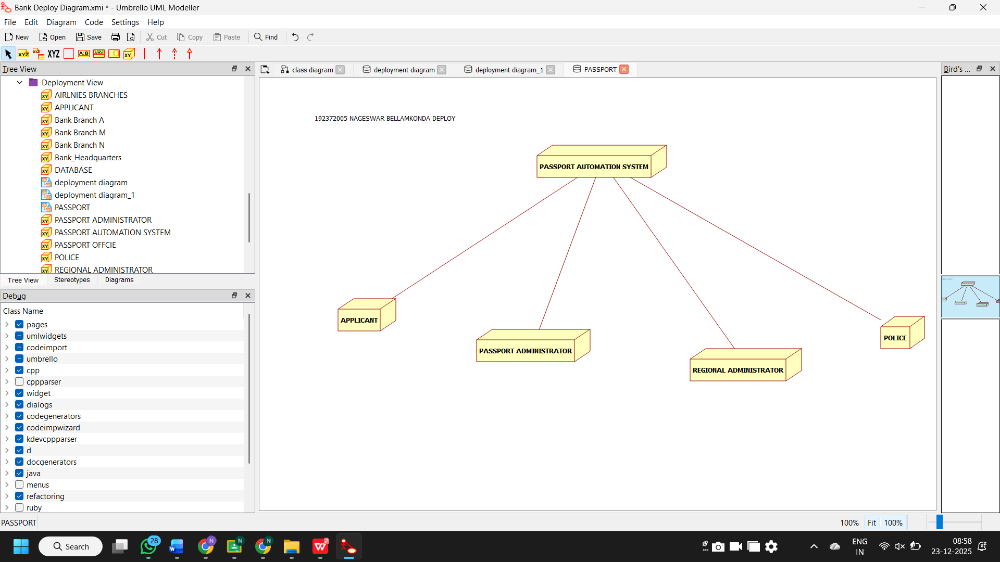 Bank Deploy Diagram.xmi * - Umbrello UML Modeller
File Edit Diagram Code Settings Help
New Open Save Cut Copy Paste Find
XYZ XYZ XYZ A:B ABC XY
Tree View
class diagram deployment diagram deployment diagram_1 PASSPORT
Bird's ...
Deployment View
AIRLNIES BRANCHES
APPLICANT
Bank Branch A
Bank Branch M
Bank Branch N
Bank_Headquarters
DATABASE
deployment diagram
deployment diagram_1
PASSPORT
PASSPORT ADMINISTRATOR
PASSPORT AUTOMATION SYSTEM
PASSPORT OFFCIE
POLICE
REGIONAL ADMINISTRATOR
Tree View Stereotypes Diagrams
Debug
Class Name
pages
umlwidgets
codeimport
umbrello
cpp
cppparser
widget
dialogs
codegenerators
codeimpwizard
kdevcppparser
d
docgenerators
java
menus
refactoring
ruby
192372005 NAGESWAR BELLAMKONDA DEPLOY
PASSPORT AUTOMATION SYSTEM
APPLICANT
PASSPORT ADMINISTRATOR
REGIONAL ADMINISTRATOR
POLICE
PASSPORT
100% Fit 100%
Search
28
N
N
N
ENG
IN
08:58
23-12-2025